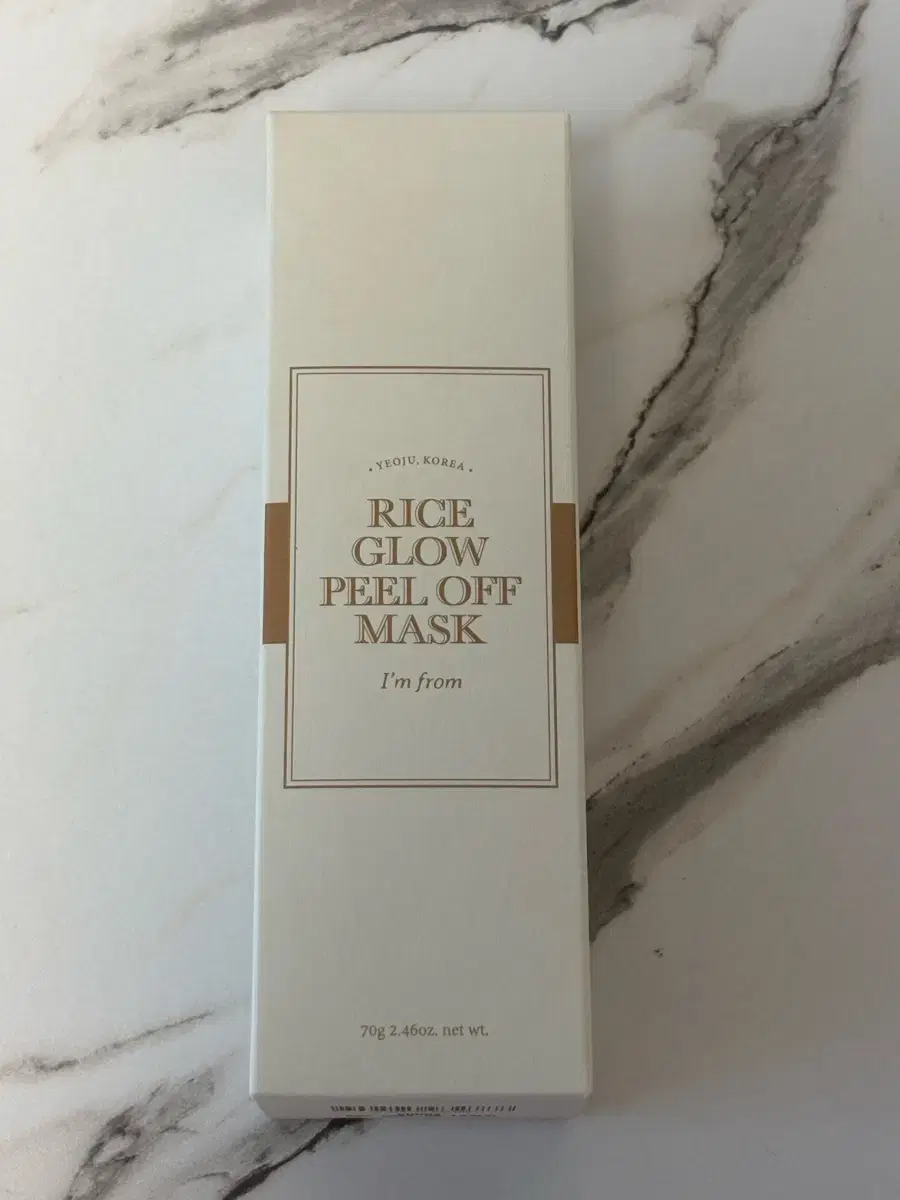 • YEOJU, KOREA •
RICE
GLOW
PEEL OFF
MASK
I'm from
70g 2.46oz. net wt.